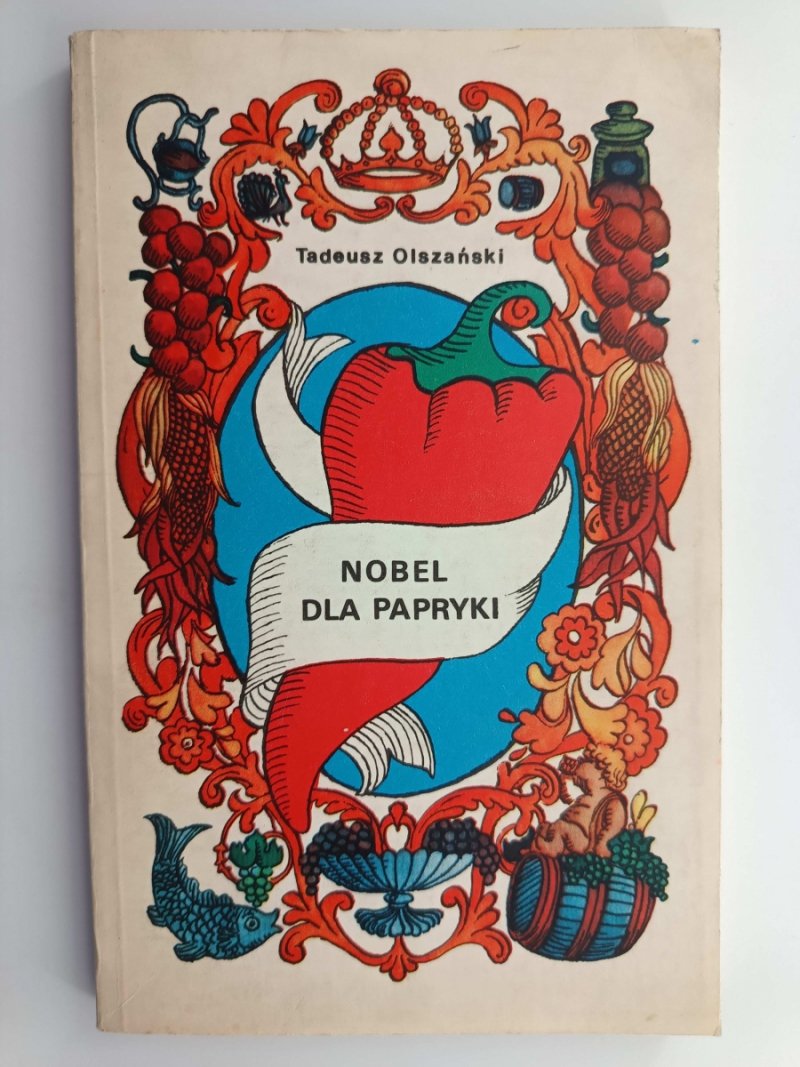 Tadeusz Olszański
NOBEL
DLA PAPRYKI